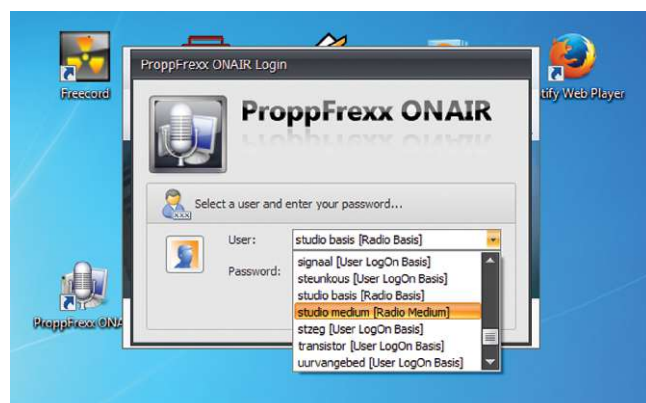 ProppFrexx ONAIR Login
Freecord
tify Web Player
ProppFrexx ONAIR
Select a user and enter your password...
xxx
User:
studio basis [Radio Basis]
Password:
signaal [User LogOn Basis]
steunkous [User LogOn Basis]
studio basis [Radio Basis]
studio medium [Radio Medium]
stzeg [User LogOn Basis]
transistor [User LogOn Basis]
uurvangebed [User LogOn Basis]
ProppFrexx ONA